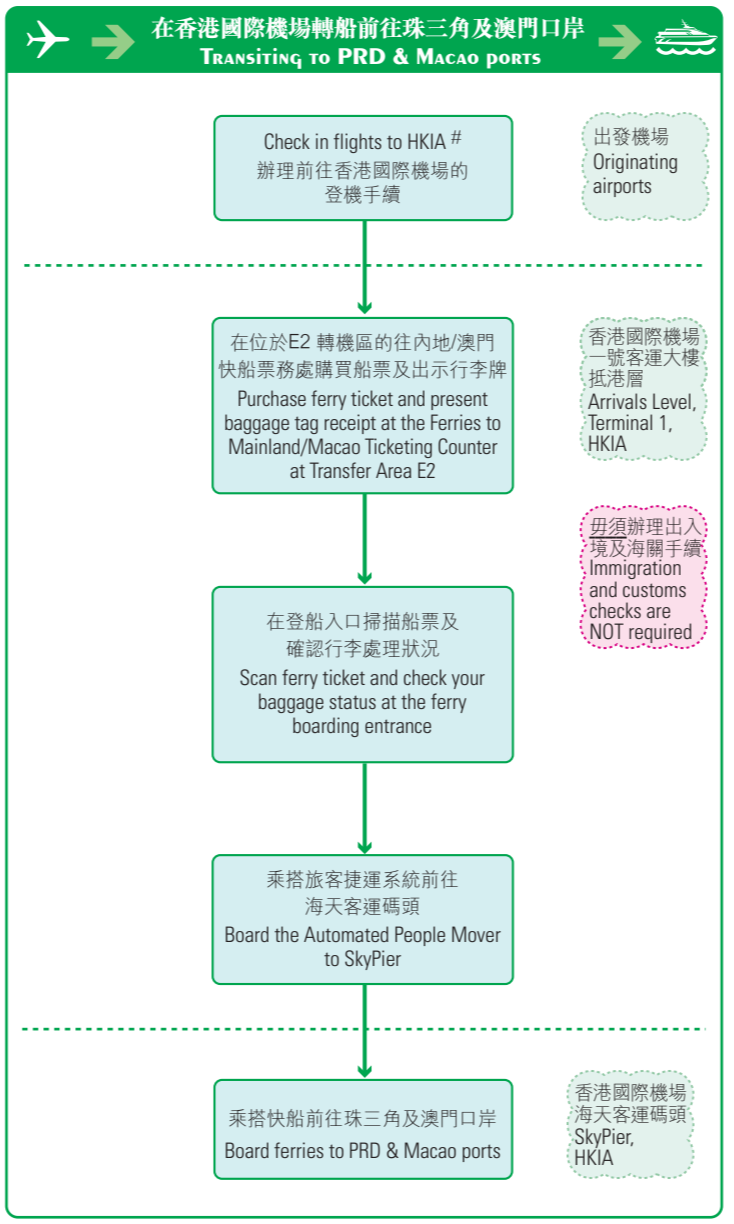 在香港國際機場轉船前往珠三角及澳門口岸
TRANSITING TO PRD & MACAO PORTS
Check in flights to HKIA #
辦理前往香港國際機場的
登機手續
出發機場
Originating
airports
在位於E2 轉機區的往內地/澳門
快船票務處購買船票及出示行李牌
Purchase ferry ticket and present
baggage tag receipt at the Ferries to
Mainland/Macao Ticketing Counter
at Transfer Area E2
香港國際機場
一號客運大樓
抵港層
Arrivals Level,
Terminal 1,
HKIA
毋須辦理出入
境及海關手續
Immigration
and customs
checks are
NOT required
在登船入口掃描船票及
確認行李處理狀況
Scan ferry ticket and check your
baggage status at the ferry
boarding entrance
乘搭旅客捷運系統前往
海天客運碼頭
Board the Automated People Mover
to SkyPier
乘搭快船前往珠三角及澳門口岸
Board ferries to PRD & Macao ports
香港國際機場
海天客運碼頭
SkyPier,
HKIA